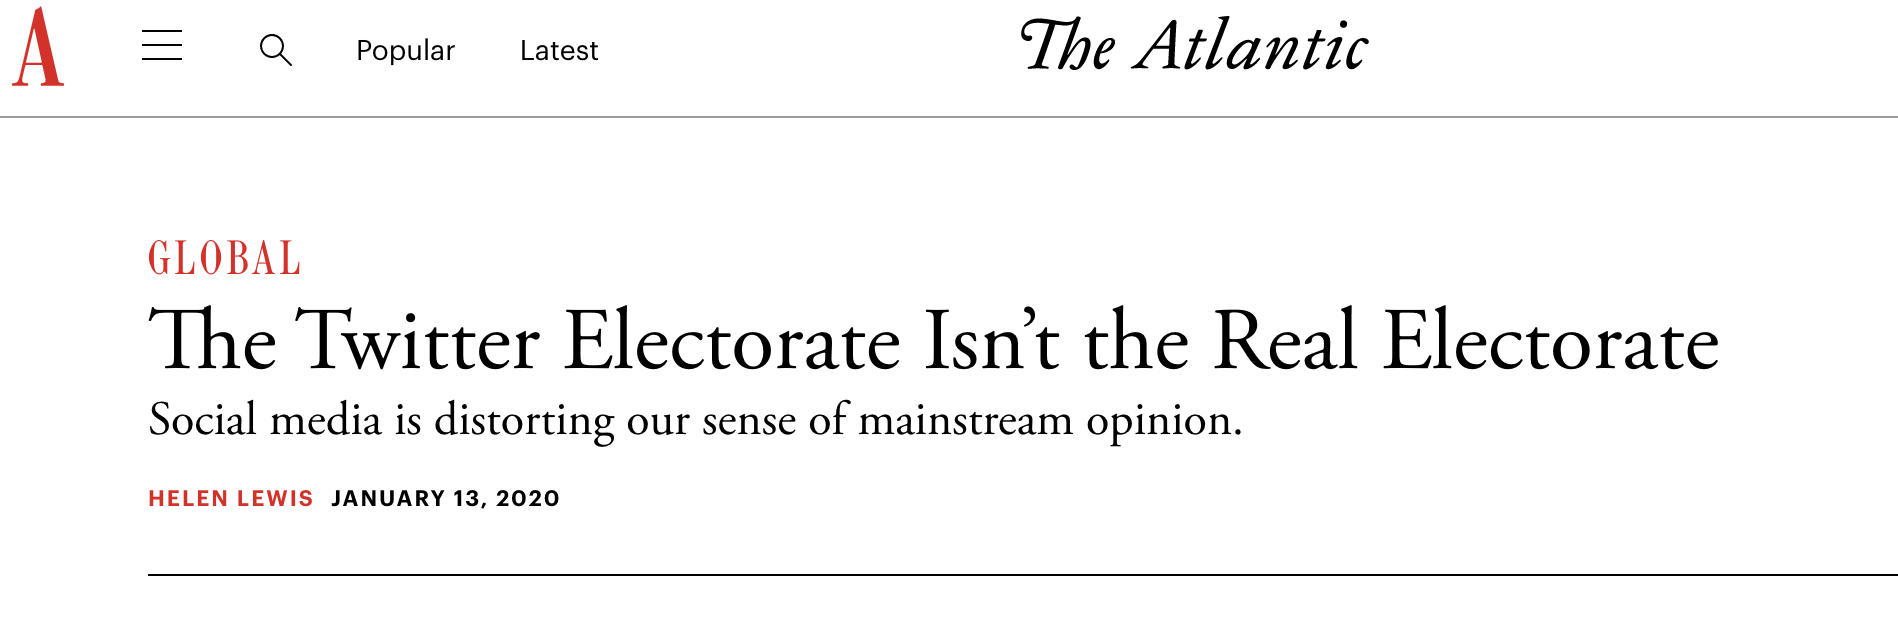 A
Popular Latest The Atlantic
GLOBAL
The Twitter Electorate Isn’t the Real Electorate
Social media is distorting our sense of mainstream opinion.
HELEN LEWIS JANUARY 13, 2020